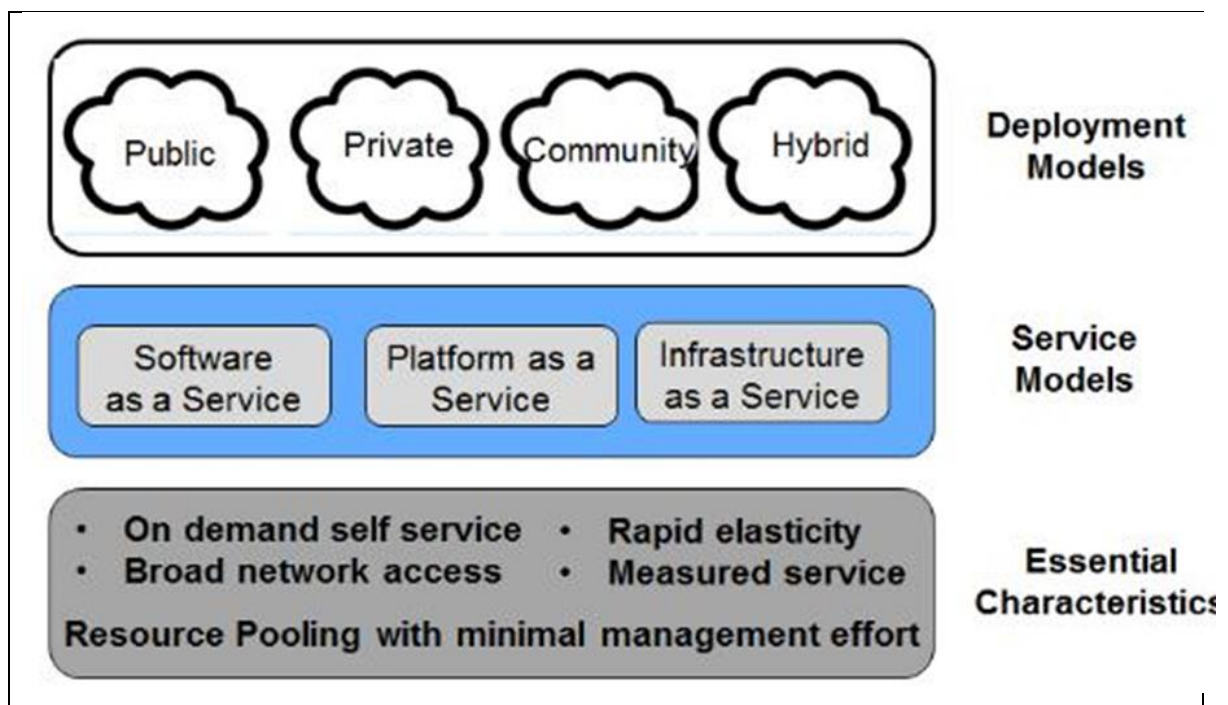 Public
Private
Community
Hybrid
Deployment
Models
Software
as a Service
Platform as a
Service
Infrastructure
as a Service
Service
Models
• On demand self service
• Broad network access
• Rapid elasticity
• Measured service
Resource Pooling with minimal management effort
Essential
Characteristics